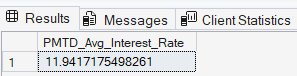 Results Messages Client Statistics
PMTD_Avg_Interest_Rate
1 11.9417175498261